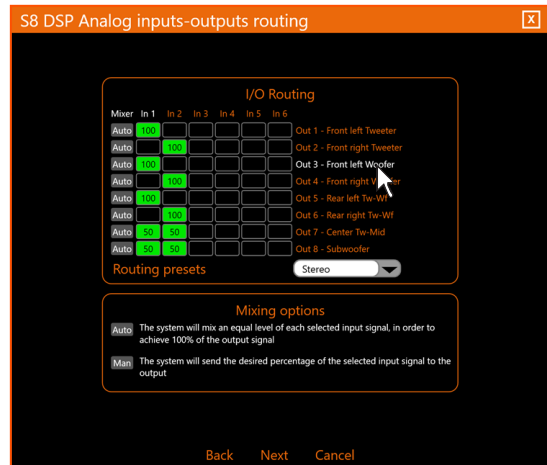 S8 DSP Analog inputs-outputs routing X
I/O Routing
Mixer In 1 In 2 In 3 In 4 In 5 In 6
Auto 100 Out 1 - Front left Tweeter
Auto 100 Out 2 - Front right Tweeter
Auto 100 Out 3 - Front left Woofer
Auto 100 Out 4 - Front right
Auto 100 Out 5 - Rear left Tw-Wf
Auto 100 Out 6 - Rear right Tw-Wf
Auto 50 50 Out 7 - Center Tw-Mid
Auto 50 50 Out 8 - Subwoofer
Routing presets Stereo
Mixing options
Auto The system will mix an equal level of each selected input signal, in order to
achieve 100% of the output signal
Man The system will send the desired percentage of the selected input signal to the
output
Back Next Cancel